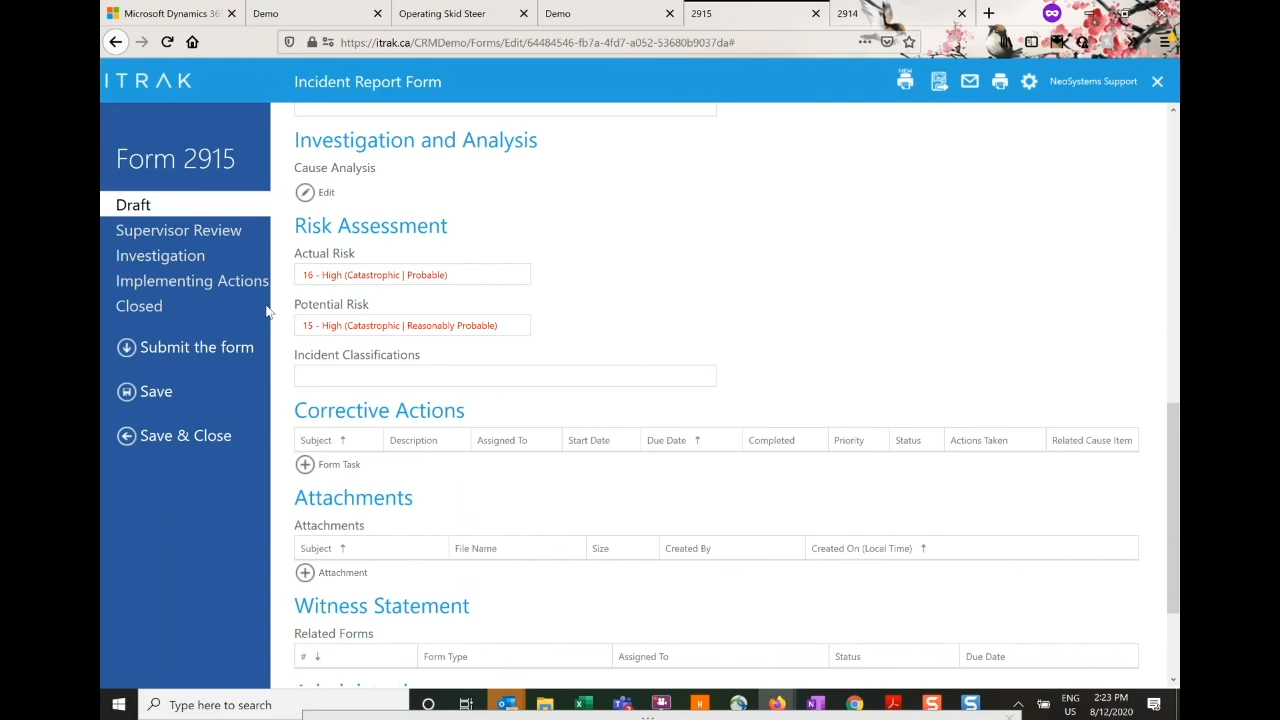 Microsoft Dynamics 36
Demo
Operating Skid Steer
Demo
2915
2914
https://itrak.ca/CRMDemo/Forms/Edit/64484546-fb7a-4fd7-a052-53680b9037da#
ITRAK
Incident Report Form
NEW
NeoSystems Support
Form 2915
Draft
Supervisor Review
Investigation
Implementing Actions
Closed
Submit the form
Save
Save & Close
Investigation and Analysis
Cause Analysis
Edit
Risk Assessment
Actual Risk
16 - High (Catastrophic | Probable)
Potential Risk
15 - High (Catastrophic | Reasonably Probable)
Incident Classifications
Corrective Actions
Subject Description Assigned To Start Date Due Date Completed Priority Status Actions Taken Related Cause Item
Form Task
Attachments
Attachments
Subject File Name Size Created By Created On (Local Time)
Attachment
Witness Statement
Related Forms
# Form Type Assigned To Status Due Date
Type here to search
ENG
US
2:23 PM
8/12/2020